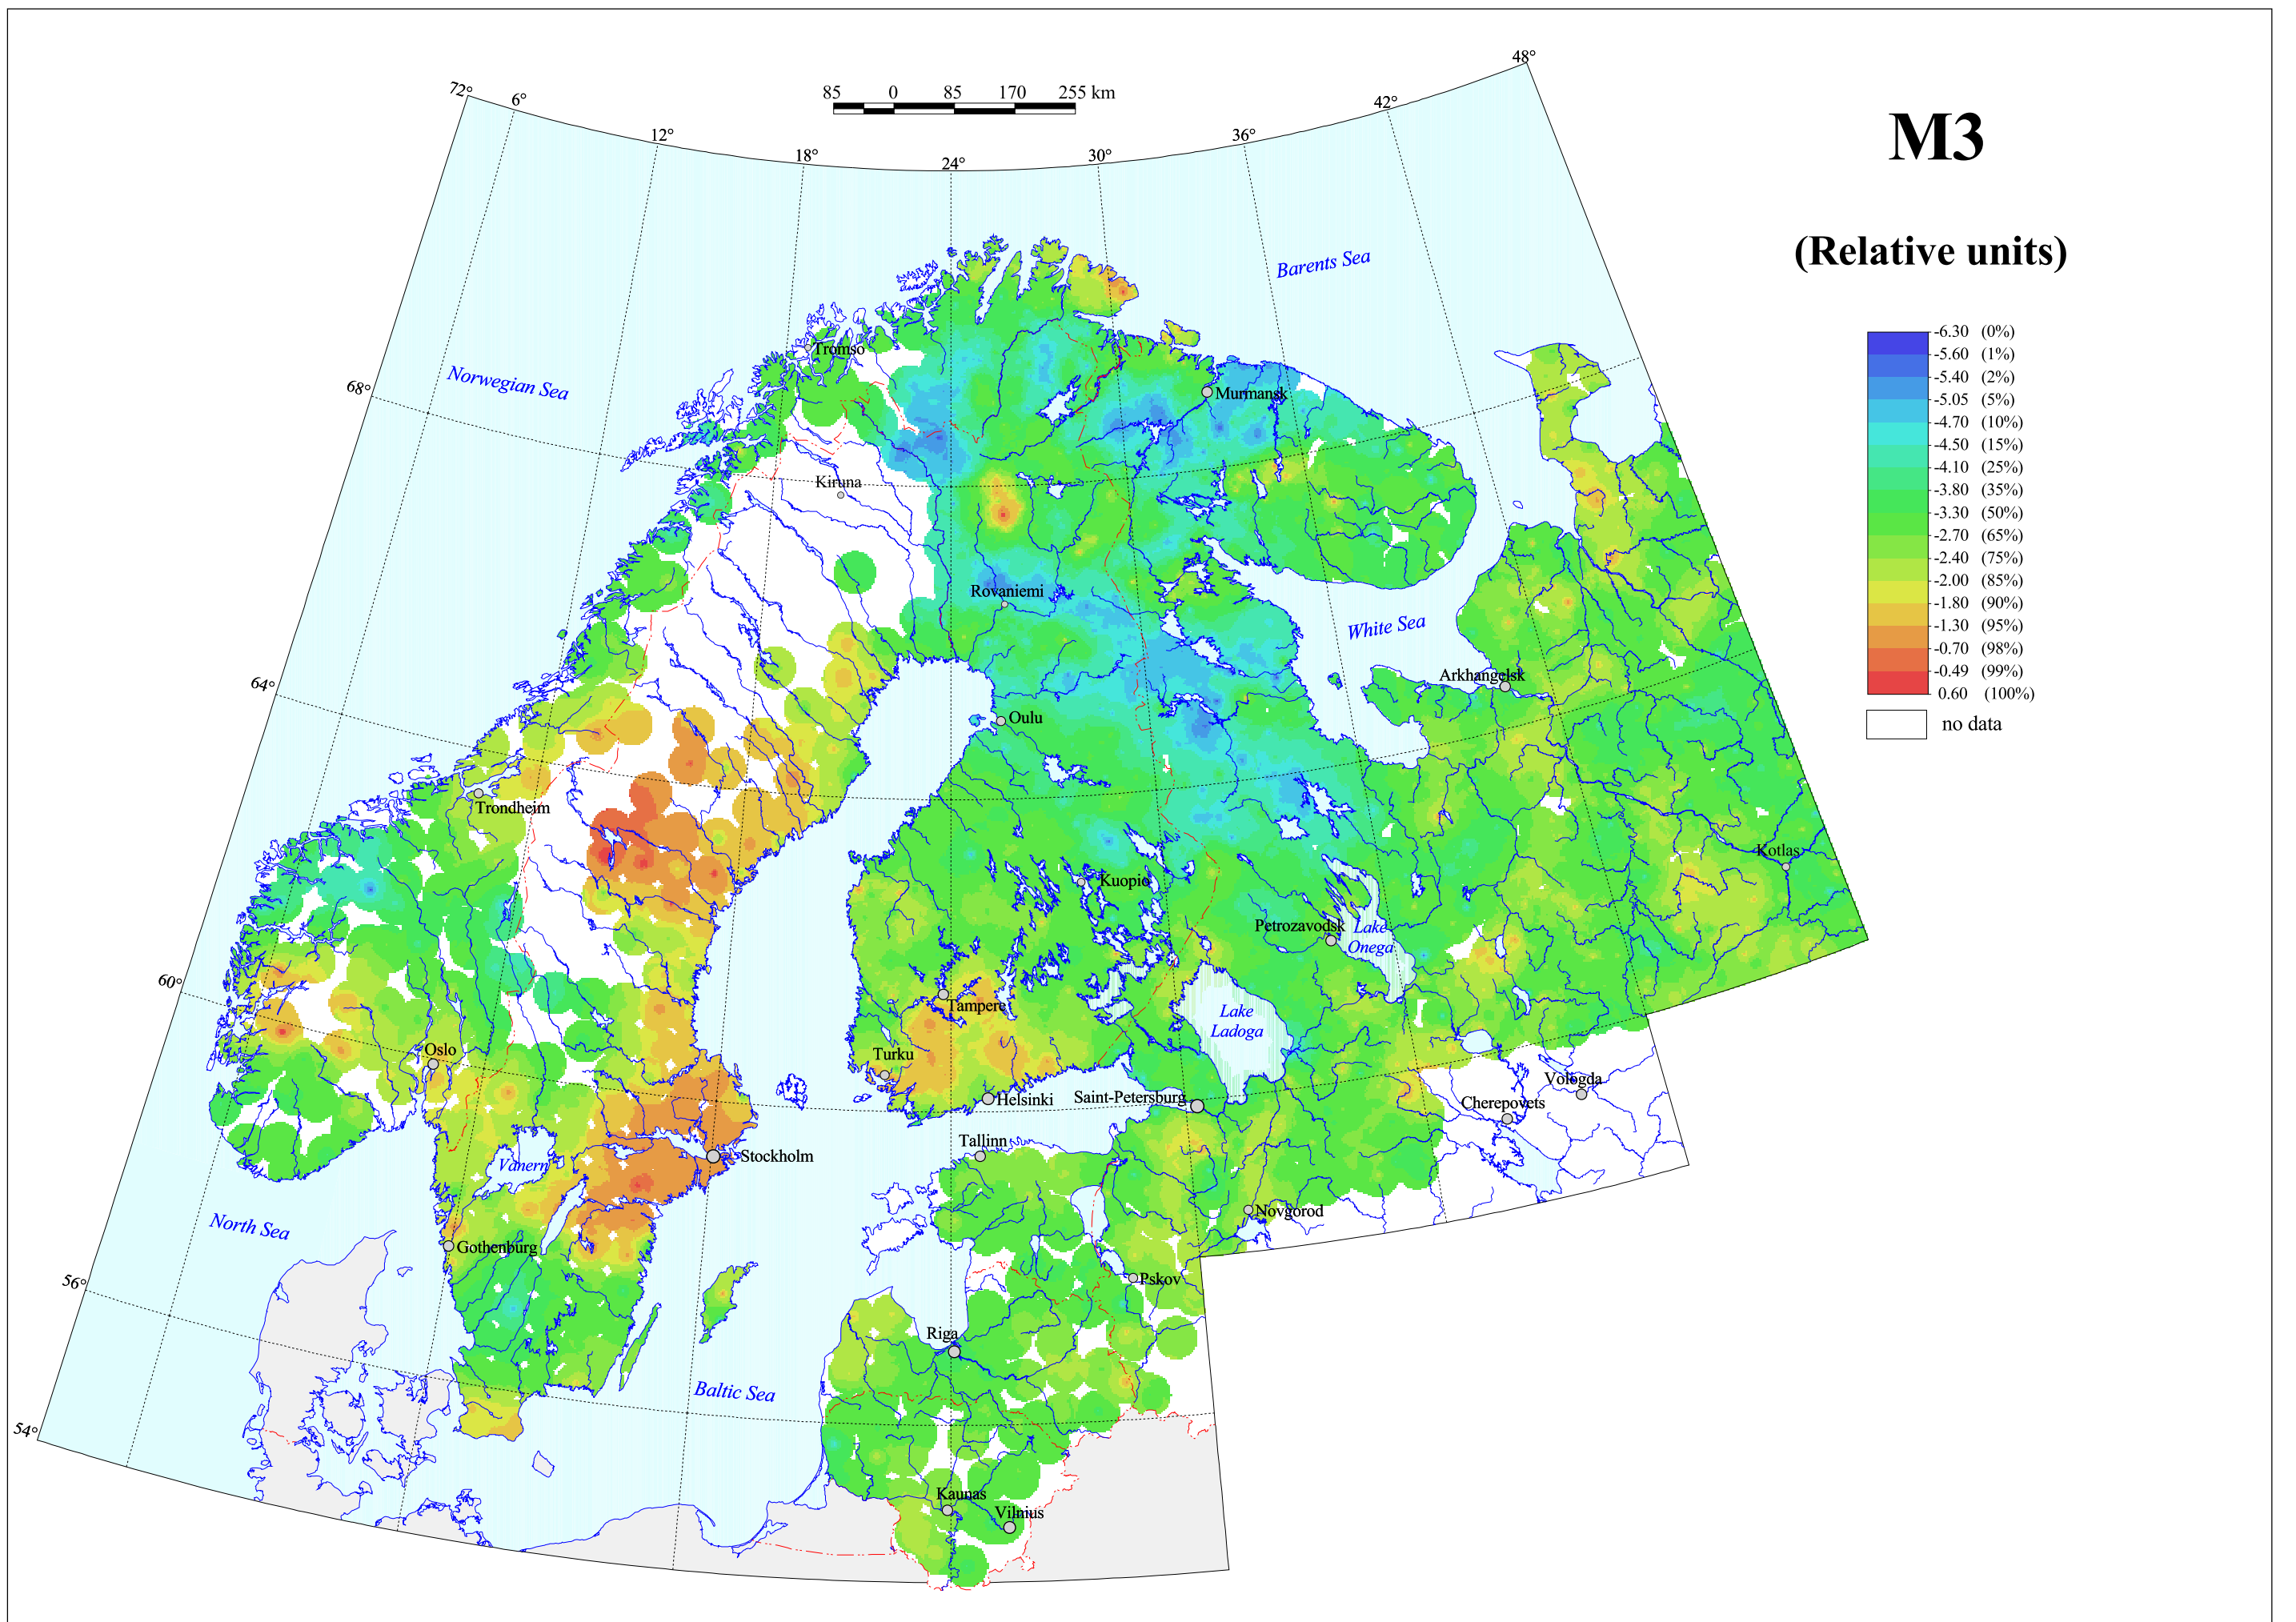 M3
(Relative units)
85 0 85 170 255 km
72° 6° 12° 18° 24° 30° 36° 42° 48°
68°
64°
60°
56°
54°
-6.30 (0%)
-5.60 (1%)
-5.40 (2%)
-5.05 (5%)
-4.70 (10%)
-4.50 (15%)
-4.10 (25%)
-3.80 (35%)
-3.30 (50%)
-2.70 (65%)
-2.40 (75%)
-2.00 (85%)
-1.80 (90%)
-1.30 (95%)
-0.70 (98%)
-0.49 (99%)
0.60 (100%)
no data
Barents Sea
Norwegian Sea
Tromso
Murmansk
Kiruna
Rovaniemi
White Sea
Arkhangelsk
Oulu
Trondheim
Kotlas
Kuopio
Petrozavodsk
Lake
Onega
Tampere
Lake
Ladoga
Oslo
Turku
Helsinki
Saint-Petersburg
Vologda
Cherepovets
Tallinn
Stockholm
Vanern
Novgorod
North Sea
Gothenburg
Pskov
Riga
Baltic Sea
Kaunas
Vilnius